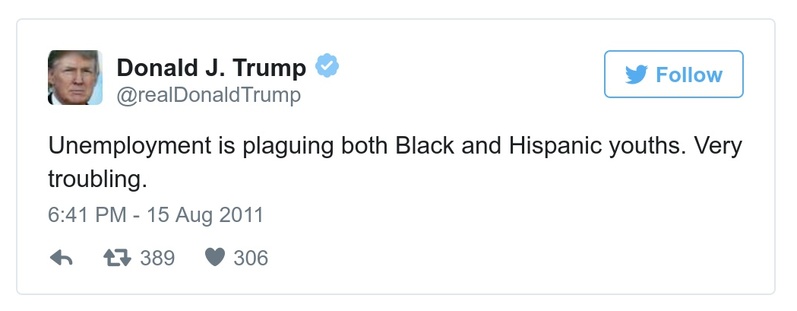 Donald J. Trump
Follow
@realDonaldTrump
Unemployment is plaguing both Black and Hispanic youths. Very
troubling.
6:41 PM - 15 Aug 2011
389 306